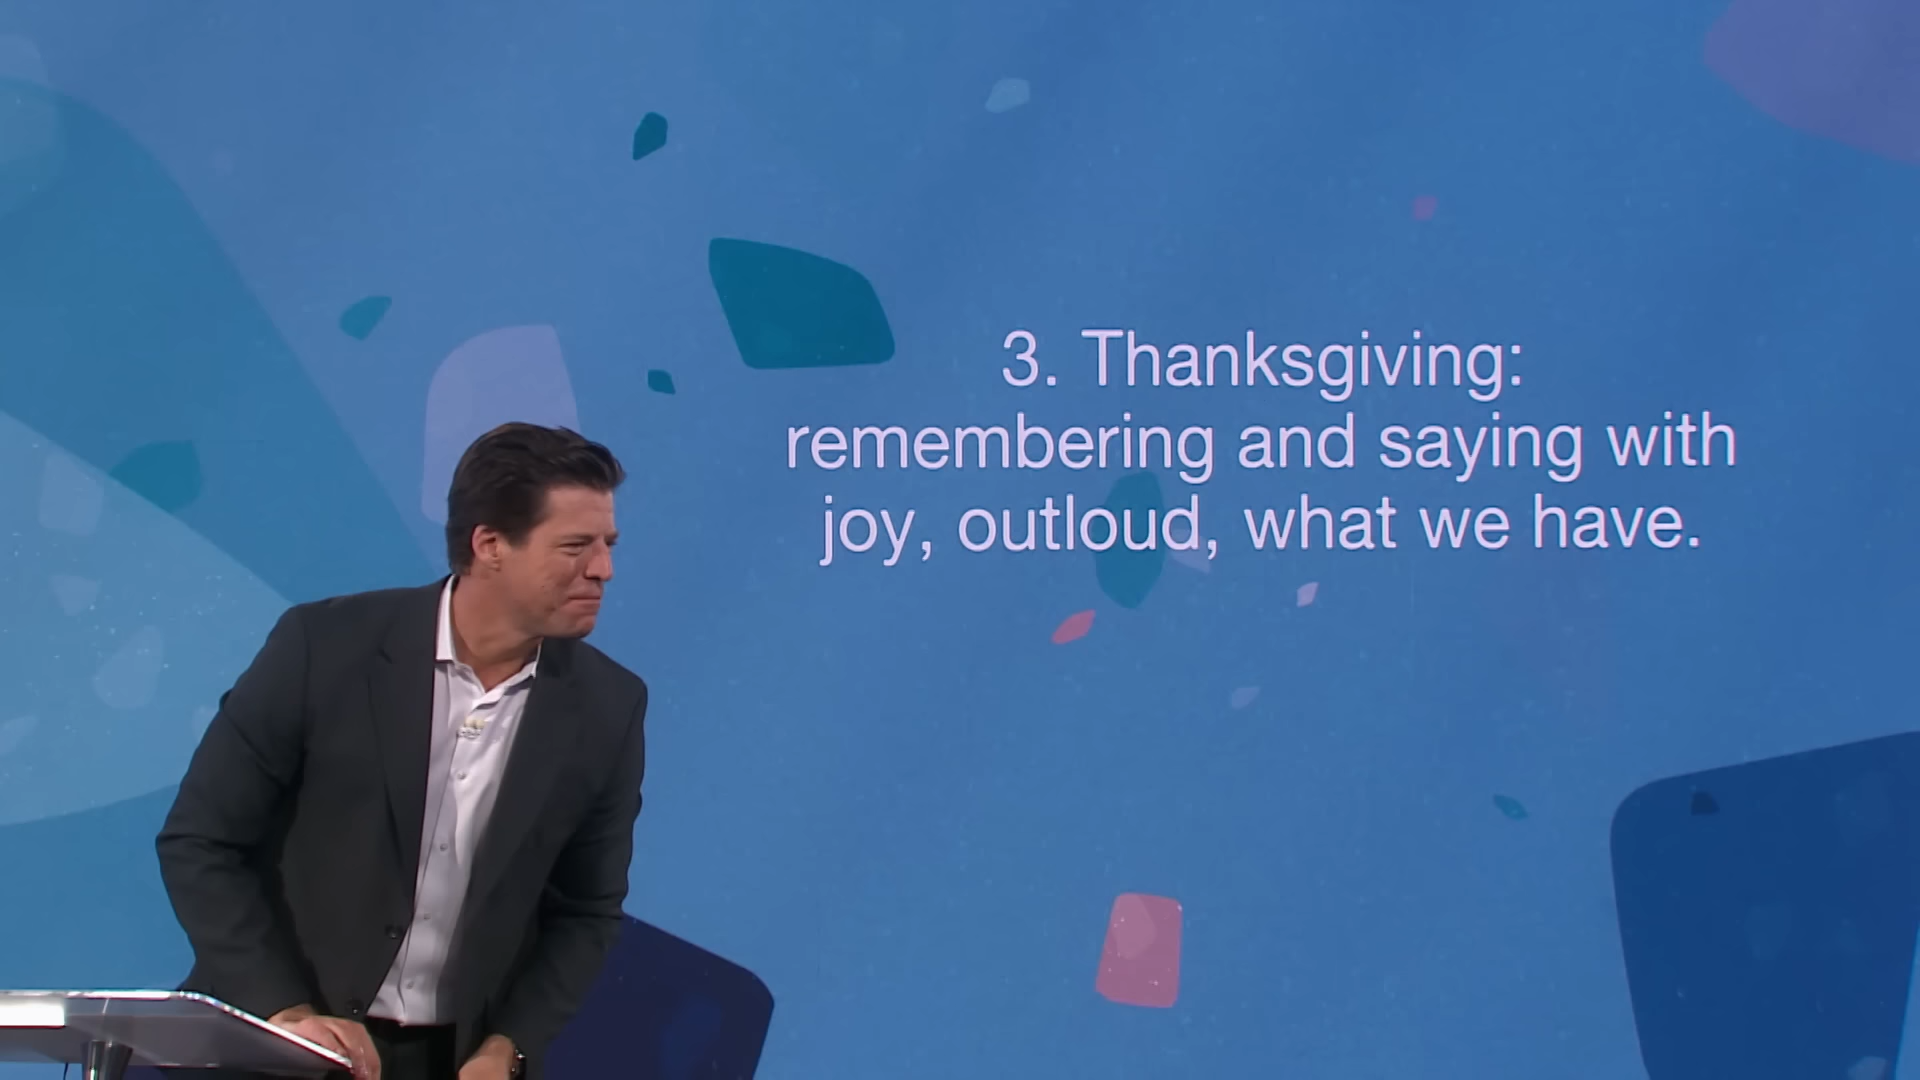 3. Thanksgiving:
remembering and saying with
joy, outloud, what we have.